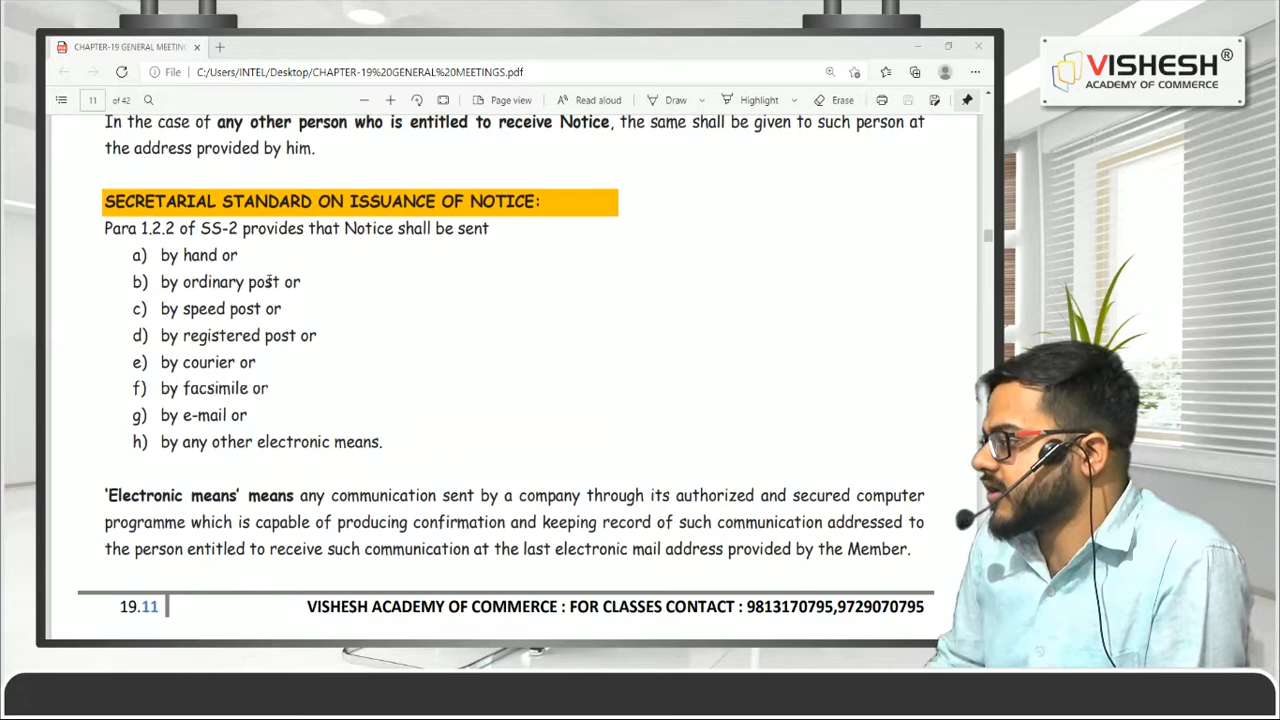 CHAPTER-19 GENERAL MEETIN
File
C:/Users/INTEL/Desktop/CHAPTER-19%20GENERAL%20MEETINGS.pdf
11 of 42
Page view
Read aloud
Draw
Highlight
Erase
VISHESH®
ACADEMY OF COMMERCE
In the case of any other person who is entitled to receive Notice, the same shall be given to such person at
the address provided by him.
SECRETARIAL STANDARD ON ISSUANCE OF NOTICE:
Para 1.2.2 of SS-2 provides that Notice shall be sent
a) by hand or
b) by ordinary post or
c) by speed post or
d) by registered post or
e) by courier or
f) by facsimile or
g) by e-mail or
h) by any other electronic means.
‘Electronic means’ means any communication sent by a company through its authorized and secured computer
programme which is capable of producing confirmation and keeping record of such communication addressed to
the person entitled to receive such communication at the last electronic mail address provided by the Member.
19.11
VISHESH ACADEMY OF COMMERCE : FOR CLASSES CONTACT : 9813170795,9729070795